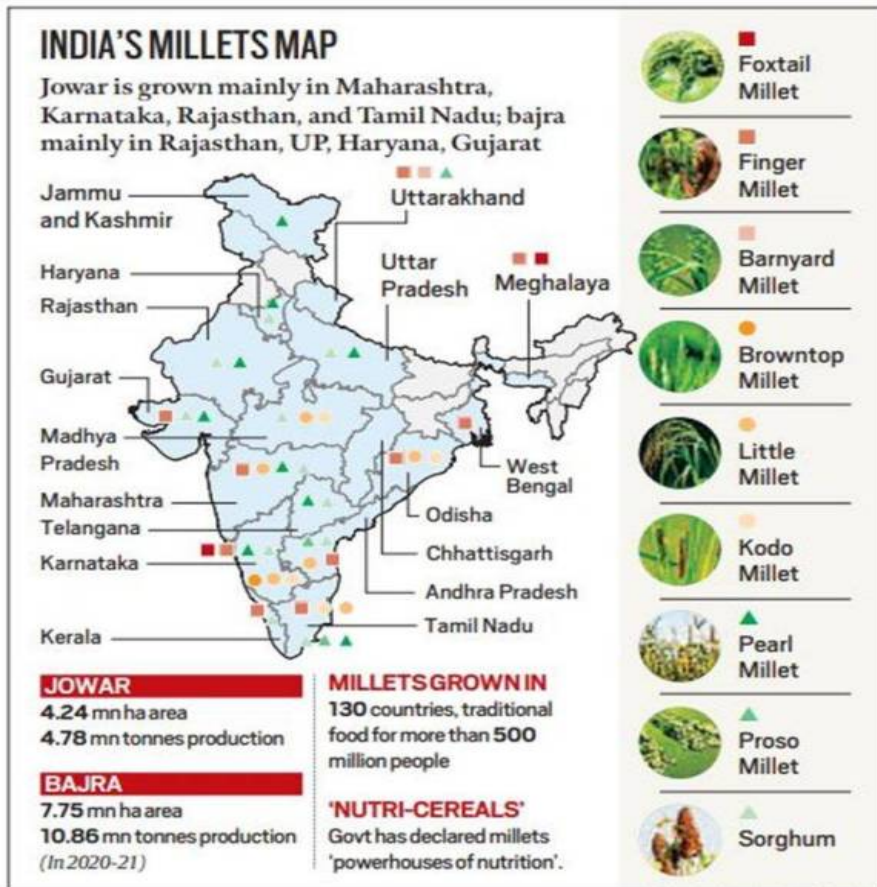 INDIA'S MILLETS MAP
Jowar is grown mainly in Maharashtra,
Karnataka, Rajasthan, and Tamil Nadu; bajra
mainly in Rajasthan, UP, Haryana, Gujarat
Jammu
and Kashmir
Uttarakhand
Haryana
Uttar
Pradesh
Meghalaya
Rajasthan
Gujarat
Madhya
Pradesh
West
Bengal
Maharashtra
Odisha
Telangana
Chhattisgarh
Karnataka
Andhra Pradesh
Tamil Nadu
Kerala
JOWAR
4.24 mn ha area
4.78 mn tonnes production
BAJRA
7.75 mn ha area
10.86 mn tonnes production
(In 2020-21)
MILLETS GROWN IN
130 countries, traditional
food for more than 500
million people
'NUTRI-CEREALS'
Govt has declared millets
'powerhouses of nutrition'.
Foxtail
Millet
Finger
Millet
Barnyard
Millet
Browntop
Millet
Little
Millet
Kodo
Millet
Pearl
Millet
Proso
Millet
Sorghum